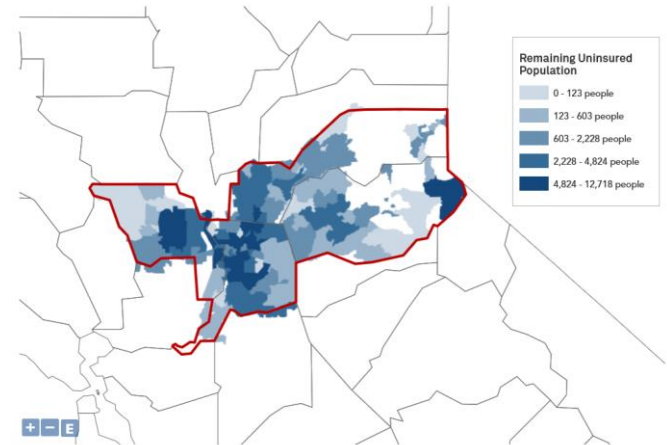 Remaining Uninsured
Population
0 - 123 people
123 - 603 people
603 - 2,228 people
2,228 - 4,824 people
4,824 - 12,718 people
+ − E